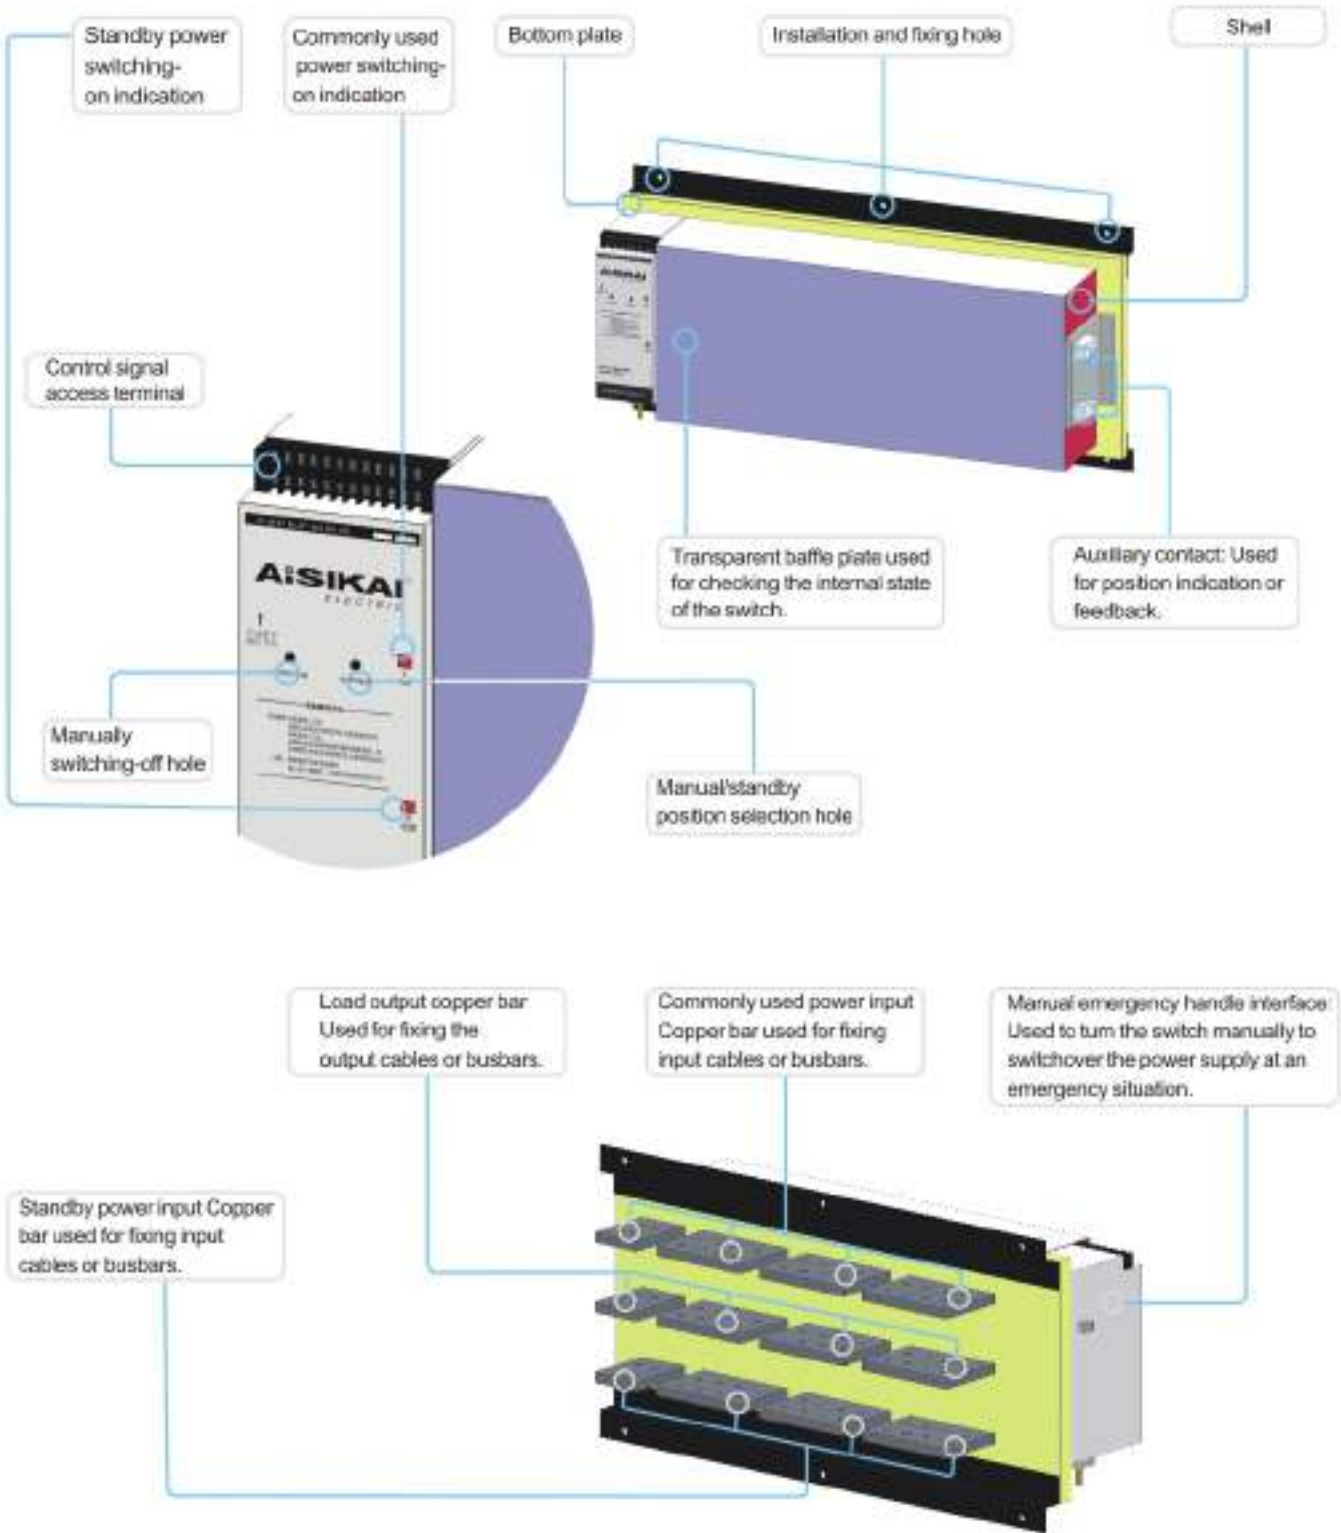 Standby power
switching-
on indication
Commonly used
power switching-
on indication
Bottom plate
Installation and fixing hole
Shell
Control signal
access terminal
AISIKAI
AiSIKAI
ELECTRIC
Transparent baffle plate used
for checking the internal state
of the switch.
Auxiliary contact: Used
for position indication or
feedback.
Manually
switching-off hole
Manual/standby
position selection hole
Load output copper bar
Used for fixing the
output cables or busbars.
Commonly used power input
Copper bar used for fixing
input cables or busbars.
Manual emergency handle interface:
Used to turn the switch manually to
switchover the power supply at an
emergency situation.
Standby power input Copper
bar used for fixing input
cables or busbars.